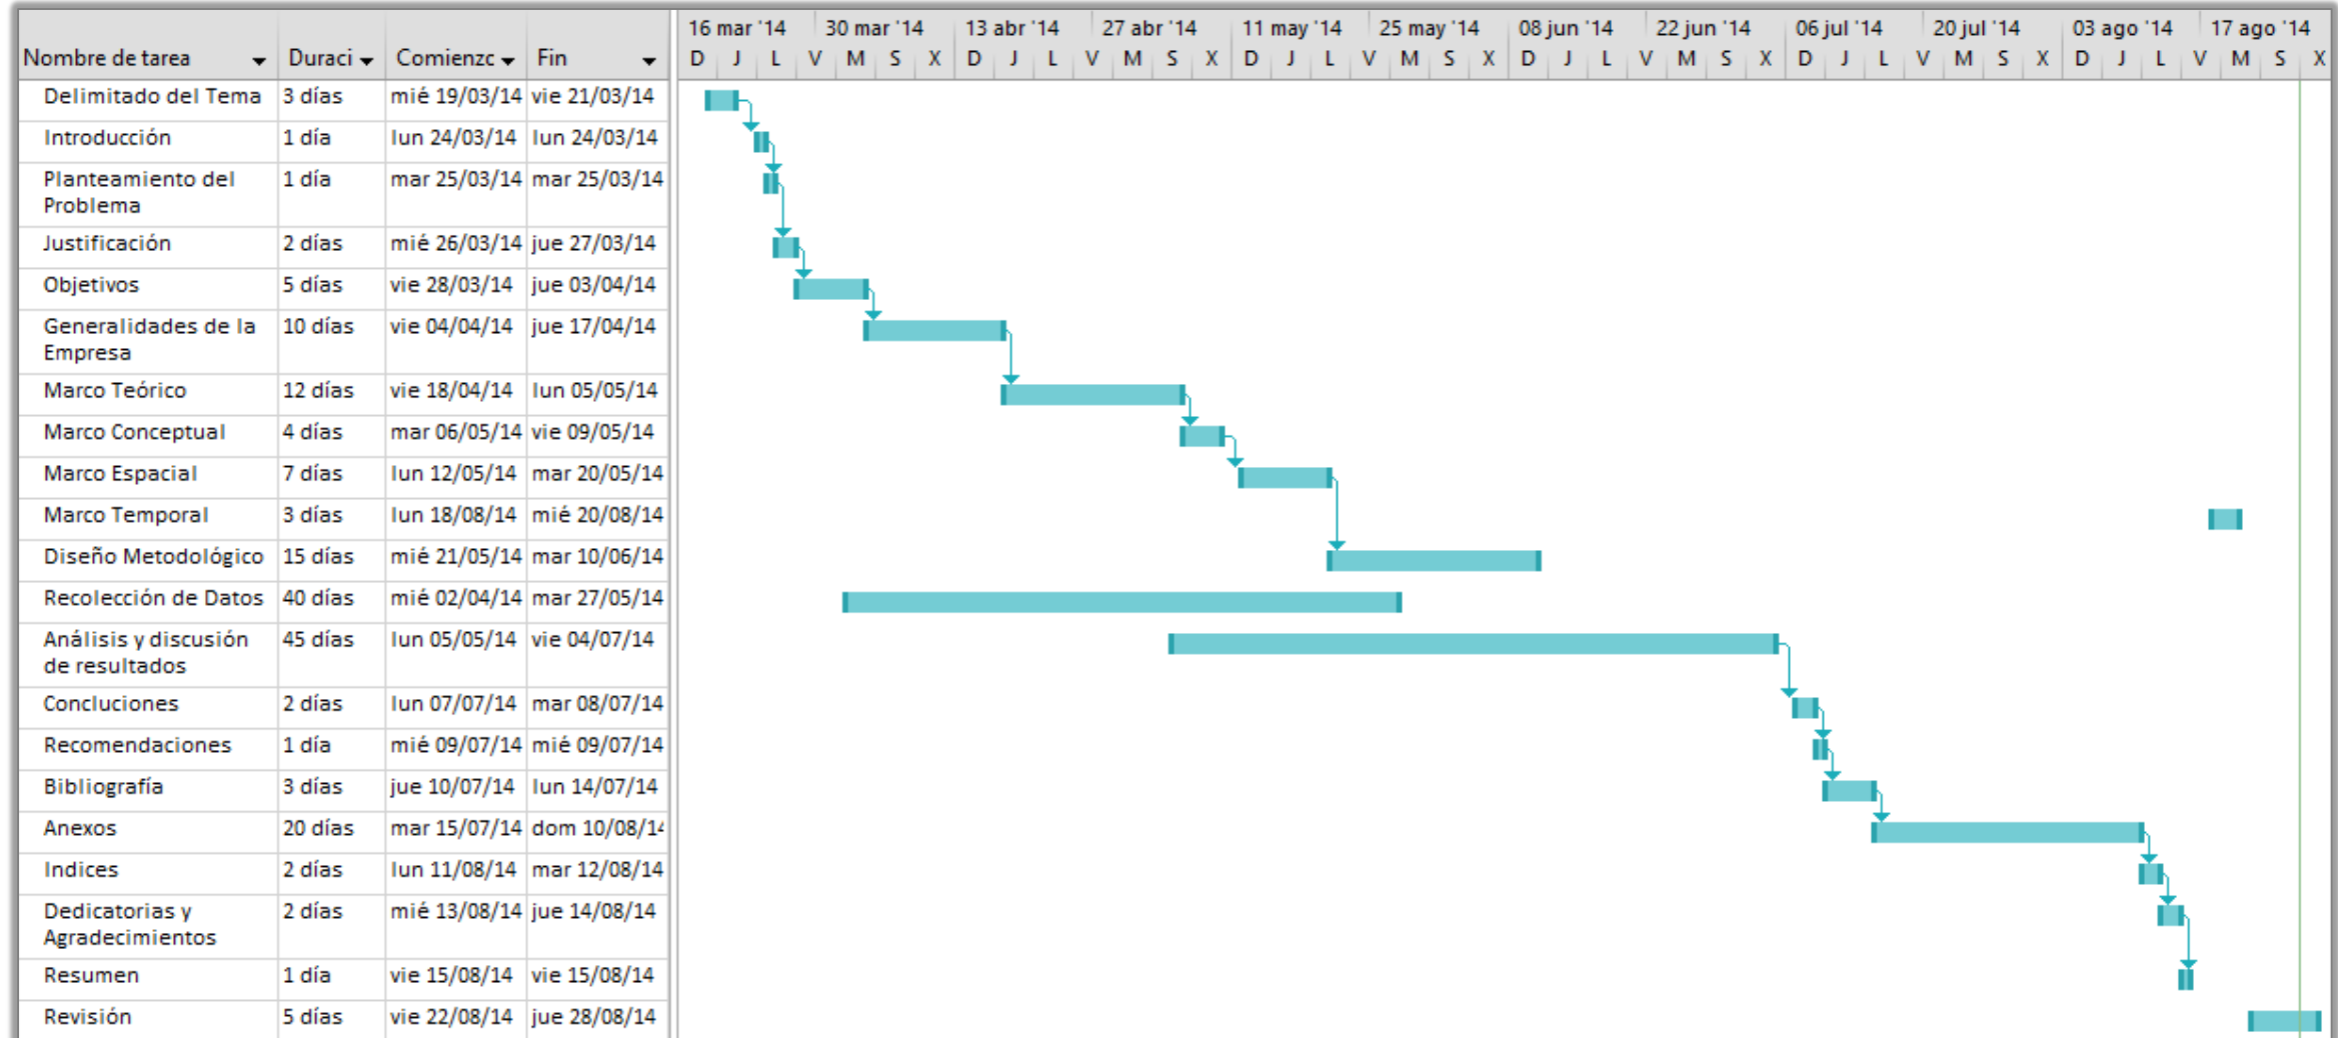 16 mar '14 30 mar '14 13 abr '14 27 abr '14 11 may '14 25 may '14 08 jun '14 22 jun '14 06 jul '14 20 jul '14 03 ago '14 17 ago '14
Nombre de tarea Duraci Comienzc Fin D J L V M S X D J L V M S X D J L V M S X D J L V M S X D J L V M S X D J L V M S X
Delimitado del Tema 3 días mié 19/03/14 vie 21/03/14
Introducción 1 día lun 24/03/14 lun 24/03/14
Planteamiento del 1 día mar 25/03/14 mar 25/03/14
Problema
Justificación 2 días mié 26/03/14 jue 27/03/14
Objetivos 5 días vie 28/03/14 jue 03/04/14
Generalidades de la 10 días vie 04/04/14 jue 17/04/14
Empresa
Marco Teórico 12 días vie 18/04/14 lun 05/05/14
Marco Conceptual 4 días mar 06/05/14 vie 09/05/14
Marco Espacial 7 días lun 12/05/14 mar 20/05/14
Marco Temporal 3 días lun 18/08/14 mié 20/08/14
Diseño Metodológico 15 días mié 21/05/14 mar 10/06/14
Recolección de Datos 40 días mié 02/04/14 mar 27/05/14
Análisis y discusión 45 días lun 05/05/14 vie 04/07/14
de resultados
Concluciones 2 días lun 07/07/14 mar 08/07/14
Recomendaciones 1 día mié 09/07/14 mié 09/07/14
Bibliografía 3 días jue 10/07/14 lun 14/07/14
Anexos 20 días mar 15/07/14 dom 10/08/14
Indices 2 días lun 11/08/14 mar 12/08/14
Dedicatorias y 2 días mié 13/08/14 jue 14/08/14
Agradecimientos
Resumen 1 día vie 15/08/14 vie 15/08/14
Revisión 5 días vie 22/08/14 jue 28/08/14